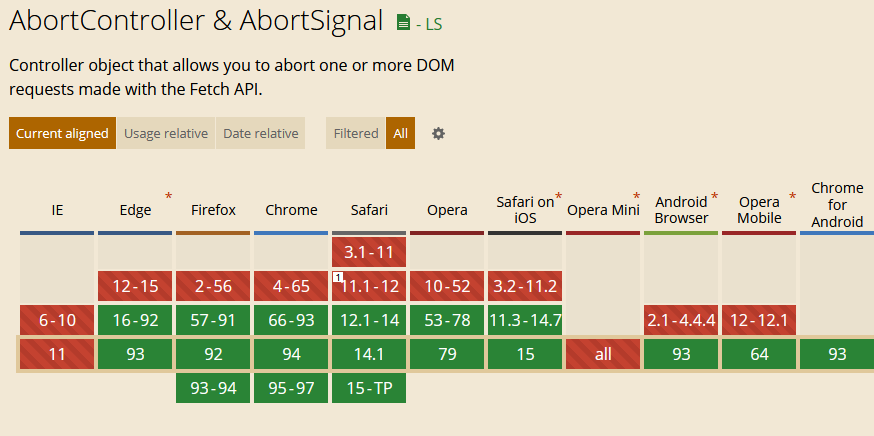 AbortController & AbortSignal - LS
Controller object that allows you to abort one or more DOM
requests made with the Fetch API.
Current aligned Usage relative Date relative Filtered All
IE Edge * Firefox Chrome Safari Opera Safari on iOS * Opera Mini * Android Browser * Opera Mobile * Chrome for Android
3.1-11
12-15 2-56 4-65 1 11.1-12 10-52 3.2-11.2
6-10 16-92 57-91 66-93 12.1-14 53-78 11.3-14.7 2.1-4.4.4 12-12.1
11 93 92 94 14.1 79 15 all 93 64 93
93-94 95-97 15-TP